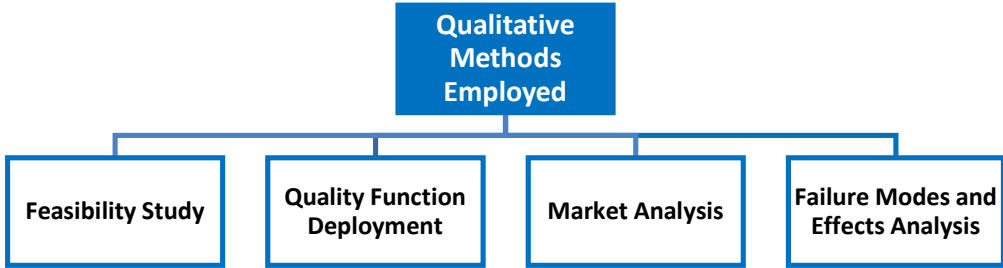 Qualitative
Methods
Employed
Feasibility Study
Quality Function
Deployment
Market Analysis
Failure Modes and
Effects Analysis